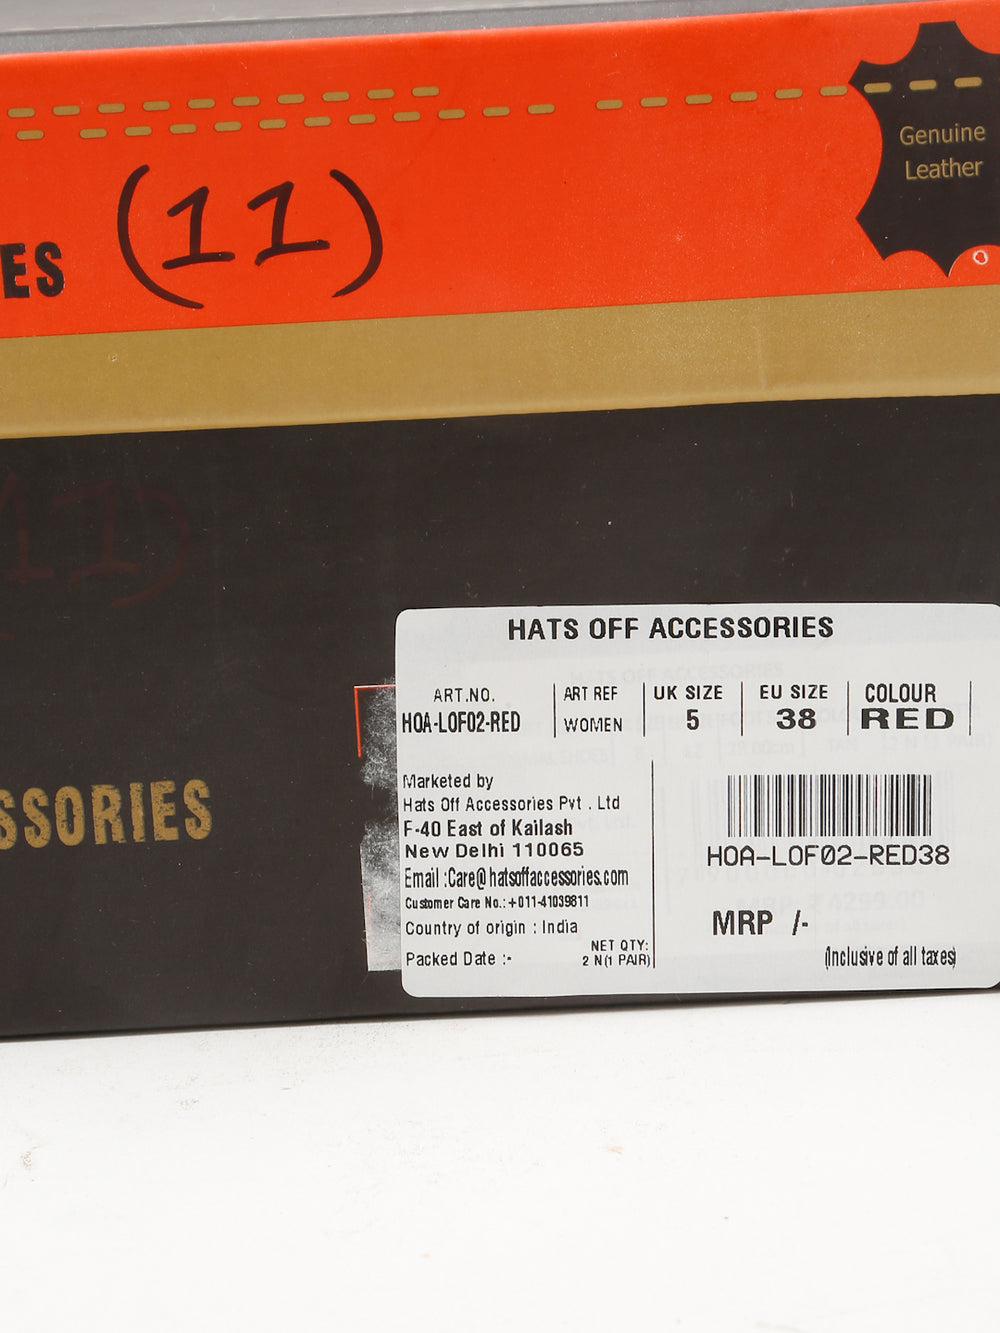 Genuine
Leather
ES (11)
SSORIES
HATS OFF ACCESSORIES
ART.NO. ART REF UK SIZE EU SIZE COLOUR
HOA-LOF02-RED WOMEN 5 38 RED
Marketed by
Hats Off Accessories Pvt . Ltd
F-40 East of Kailash
New Delhi 110065
Email :Care@hatsoffaccessories.com
Customer Care No.: +011-41039811
Country of origin : India
Packed Date :-
NET QTY:
2 N(1 PAIR)
HOA-LOF02-RED38
MRP /-
(Inclusive of all taxes)